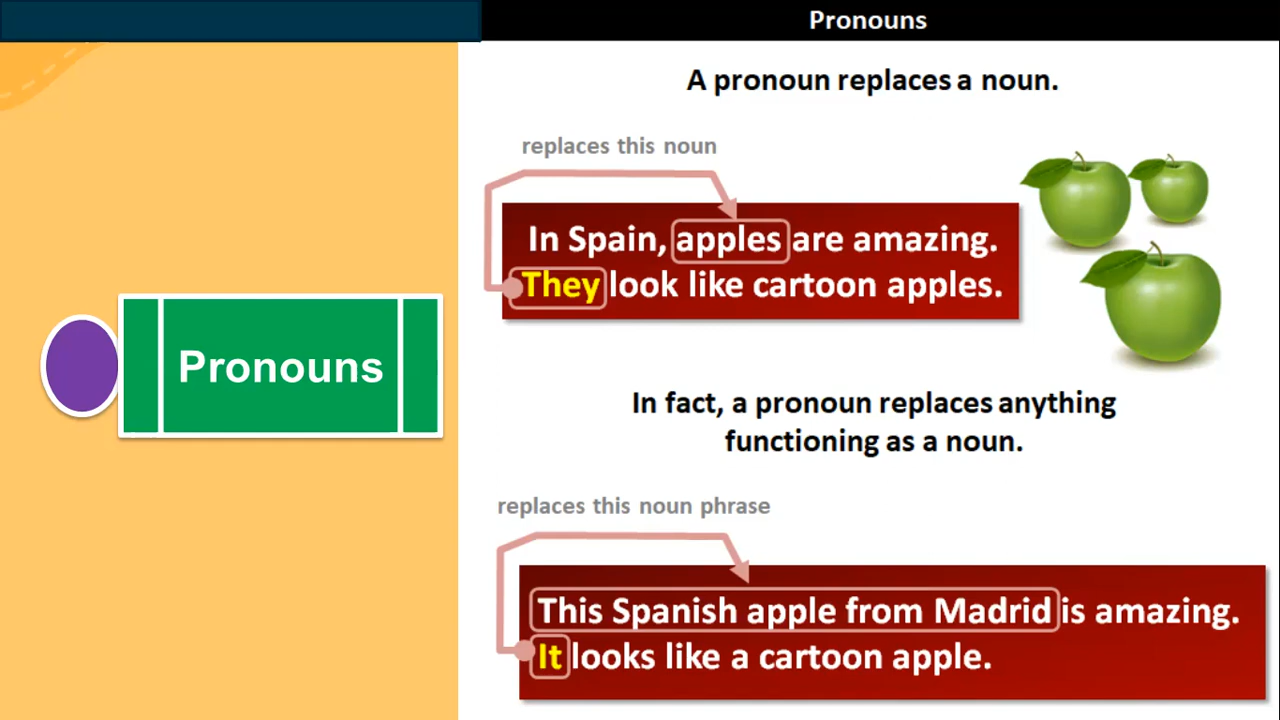 Pronouns
A pronoun replaces a noun.
replaces this noun
In Spain, apples are amazing.
They look like cartoon apples.
Pronouns
In fact, a pronoun replaces anything
functioning as a noun.
replaces this noun phrase
This Spanish apple from Madrid is amazing.
It looks like a cartoon apple.